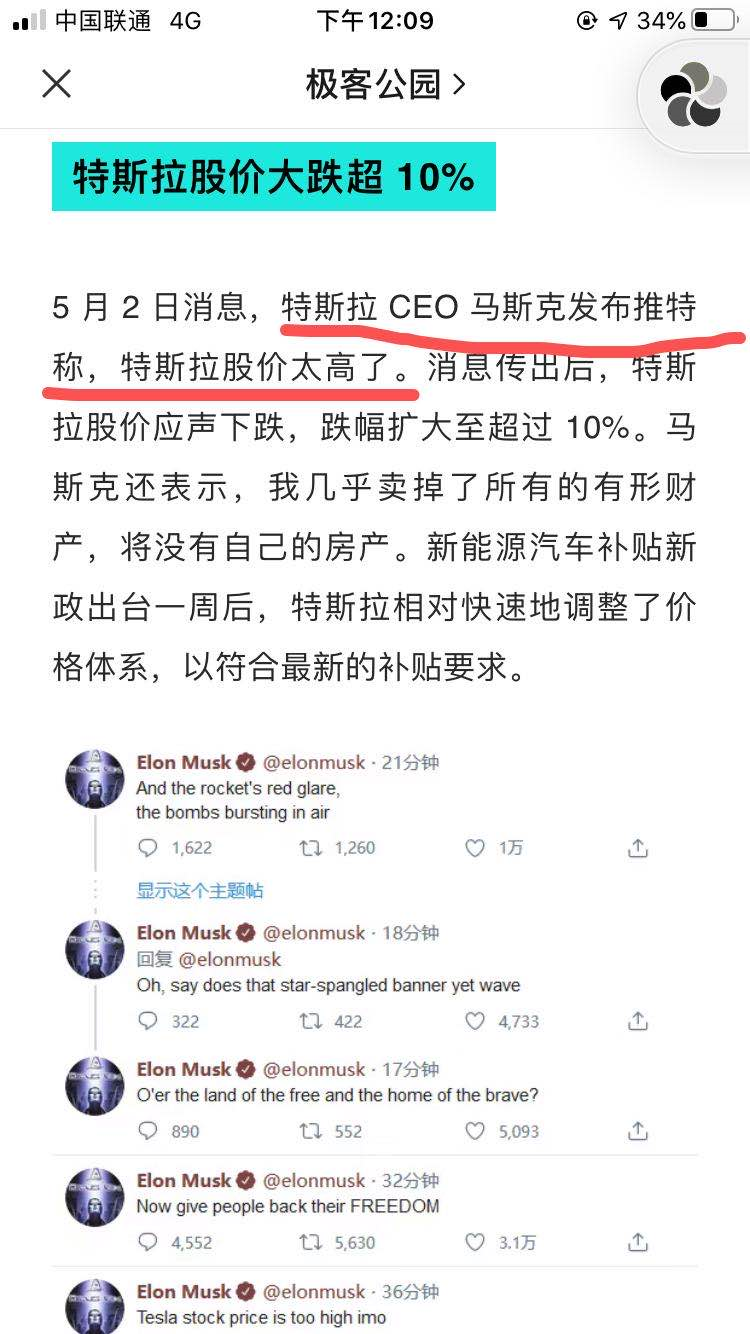 中国联通 4G 下午12:09 34%
极客公园
特斯拉股价大跌超 10%
5 月 2 日消息，特斯拉 CEO 马斯克发布推特
称，特斯拉股价太高了。消息传出后，特斯
拉股价应声下跌，跌幅扩大至超过 10%。马
斯克还表示，我几乎卖掉了所有的有形财
产，将没有自己的房产。新能源汽车补贴新
政出台一周后，特斯拉相对快速地调整了价
格体系，以符合最新的补贴要求。
Elon Musk @elonmusk · 21分钟
And the rocket's red glare,
the bombs bursting in air
1,622 1,260 1万
显示这个主题帖
Elon Musk @elonmusk · 18分钟
回复 @elonmusk
Oh, say does that star-spangled banner yet wave
322 422 4,733
Elon Musk @elonmusk · 17分钟
O'er the land of the free and the home of the brave?
890 552 5,093
Elon Musk @elonmusk · 32分钟
Now give people back their FREEDOM
4,552 5,630 3.1万
Elon Musk @elonmusk · 36分钟
Tesla stock price is too high imo